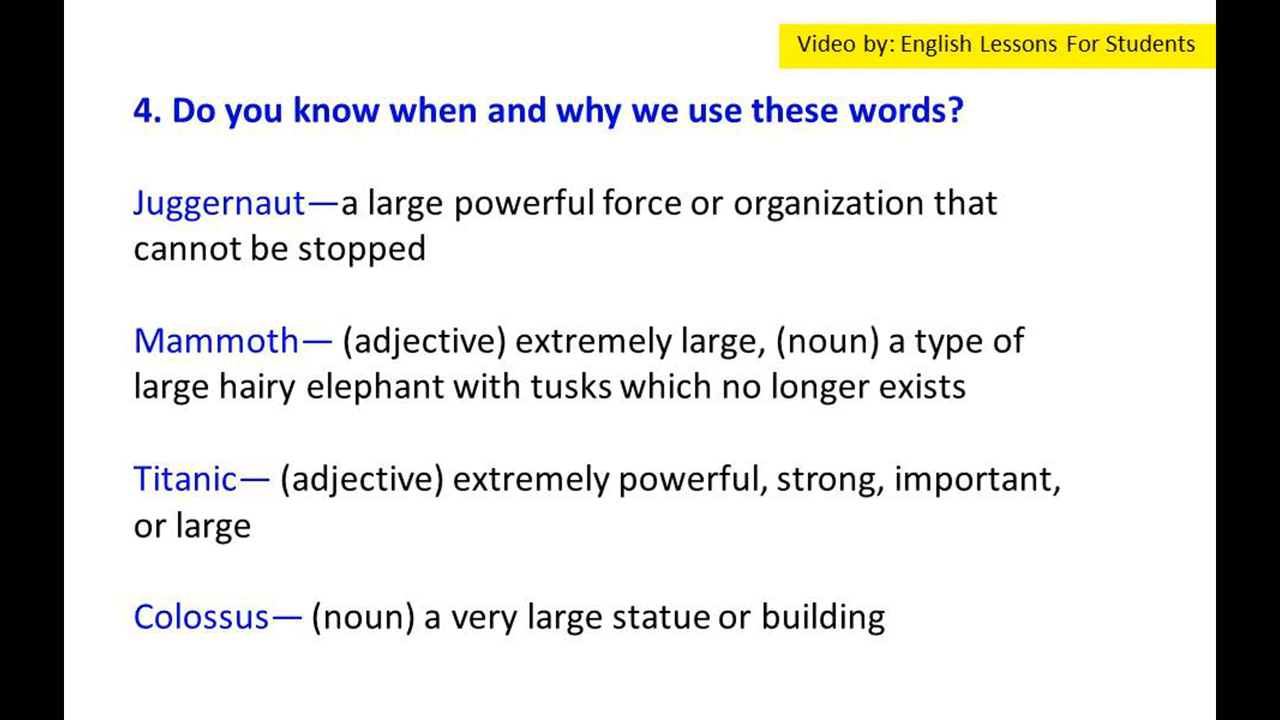 Video by: English Lessons For Students
4. Do you know when and why we use these words?
Juggernaut—a large powerful force or organization that
cannot be stopped
Mammoth— (adjective) extremely large, (noun) a type of
large hairy elephant with tusks which no longer exists
Titanic— (adjective) extremely powerful, strong, important,
or large
Colossus— (noun) a very large statue or building